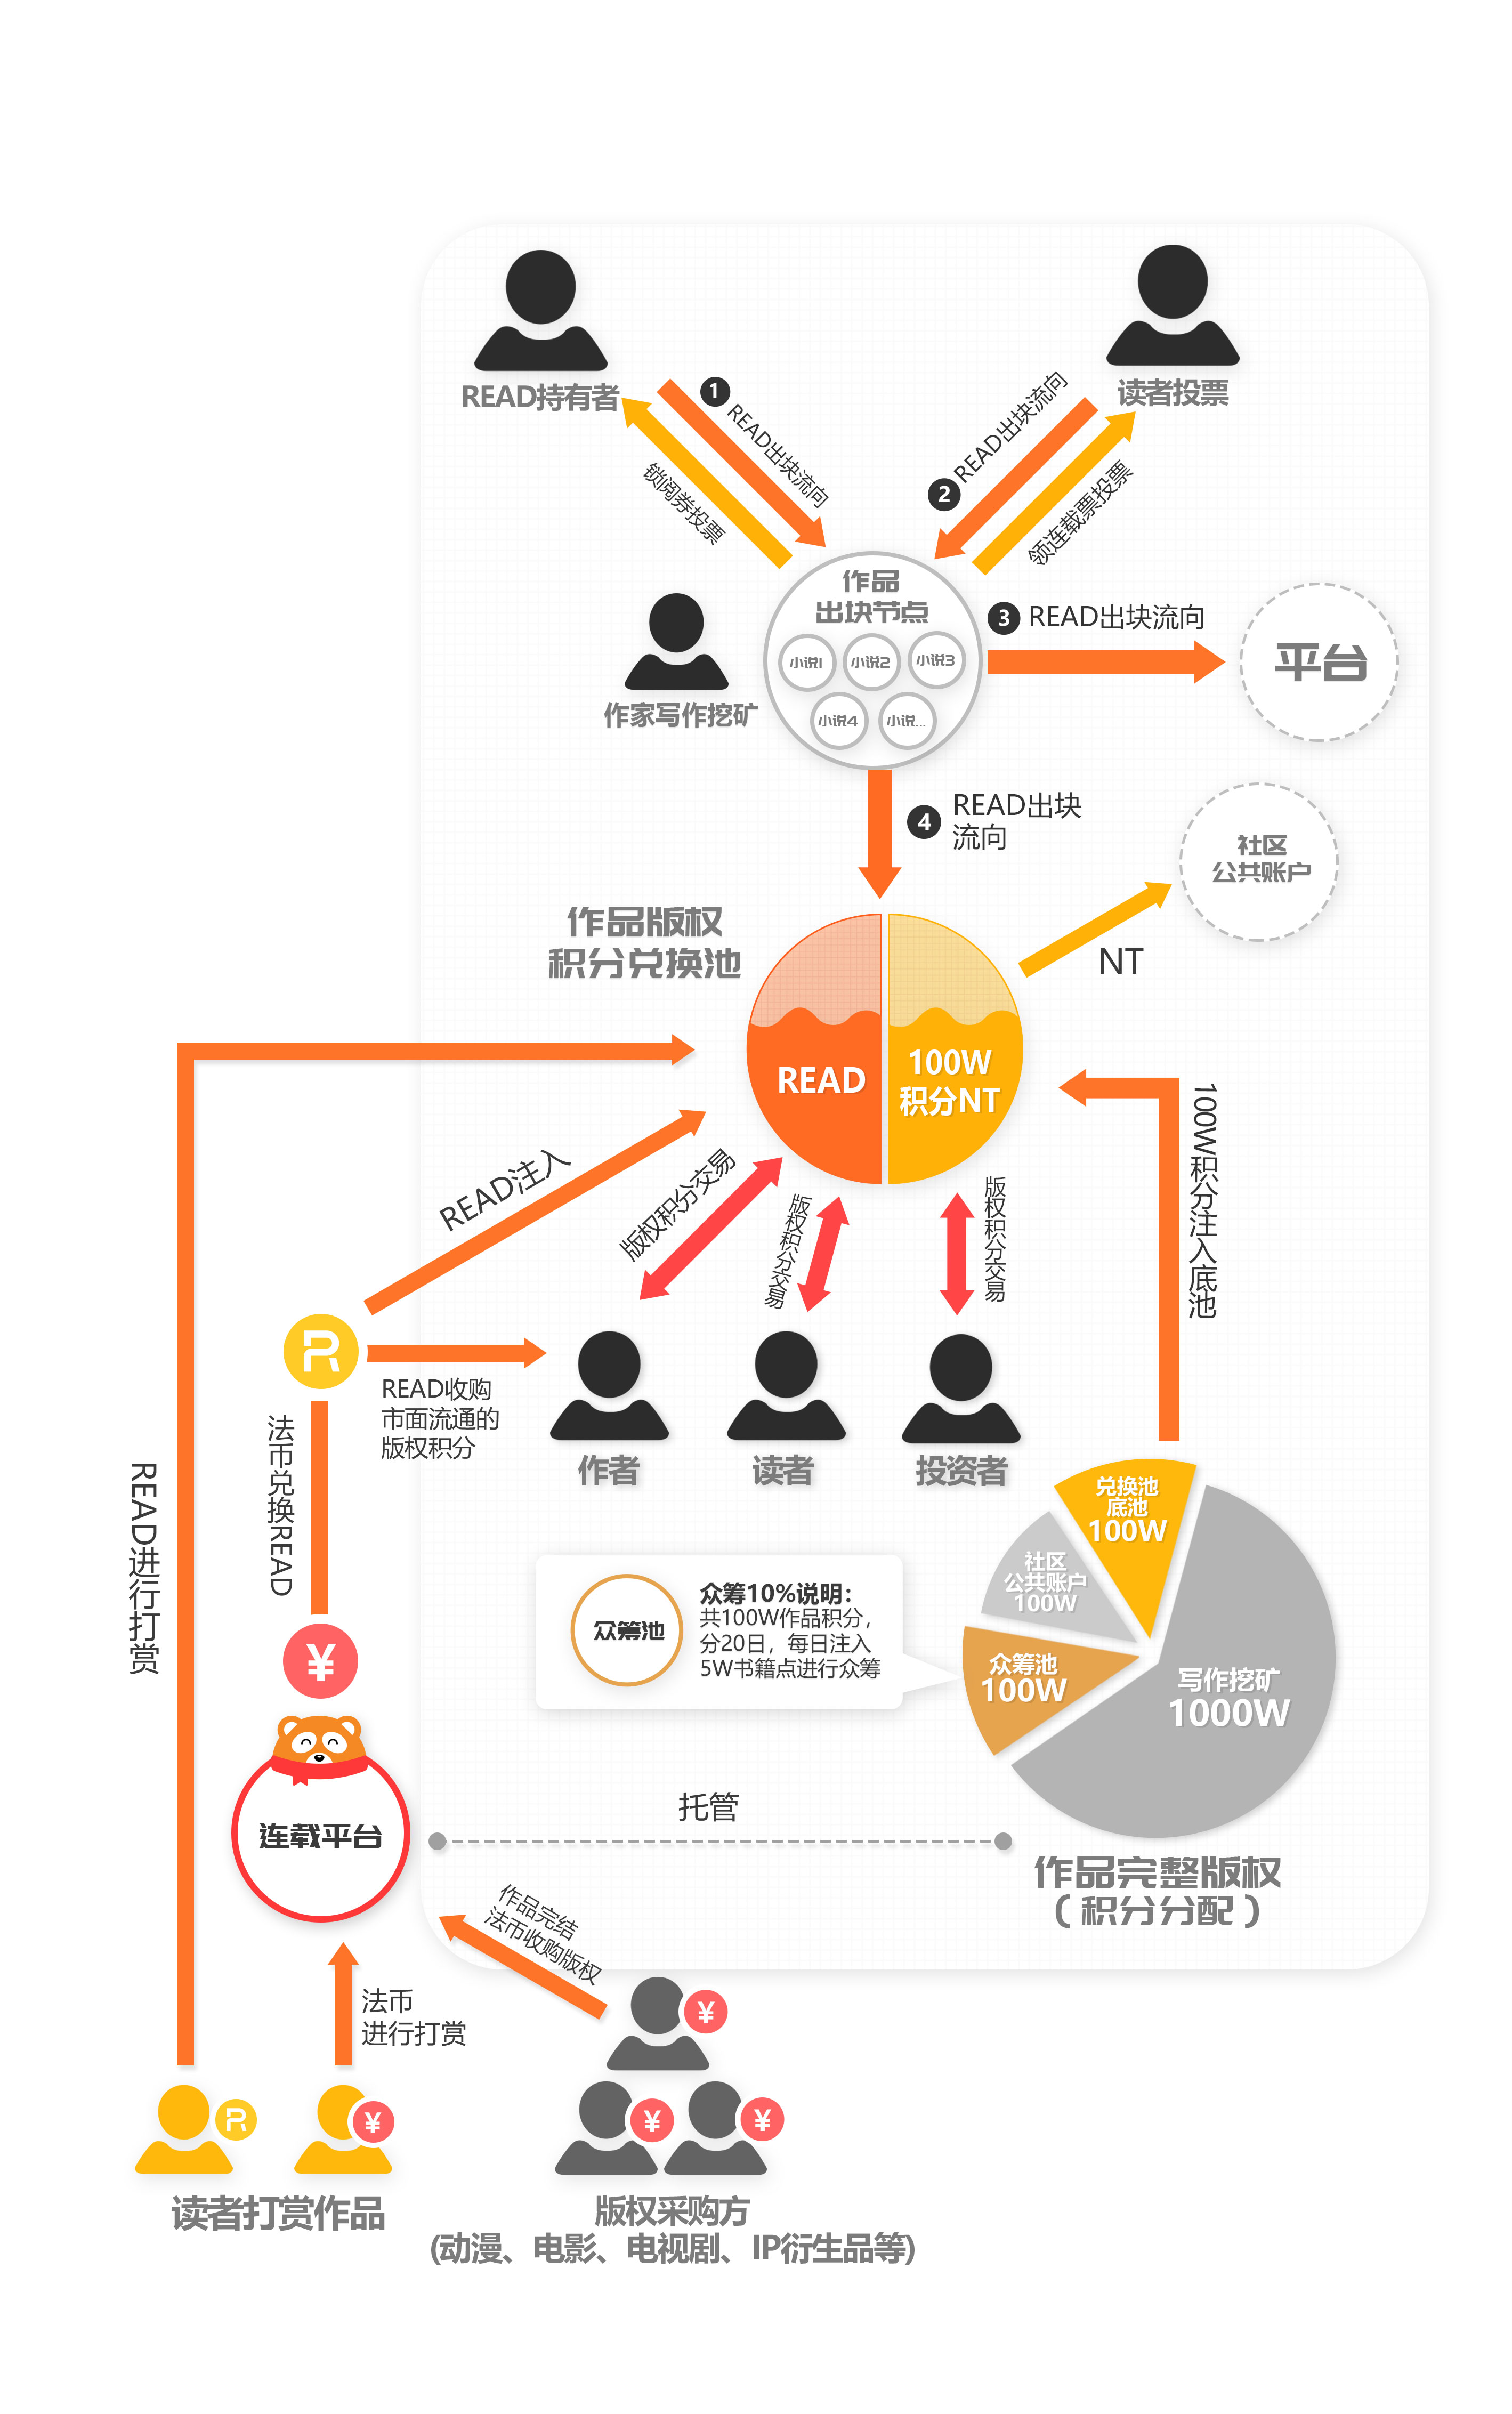 READ持有者
读者投票
1
READ出块流向
锁阅券投票
2
READ出块流向
领连载票投票
作品
出块节点
小说1
小说2
小说3
小说4
小说...
作家写作挖矿
3
READ出块流向
平台
4
READ出块
流向
社区
公共账户
NT
作品版权
积分兑换池
READ
100W
积分NT
READ注入
版权积分交易
版权积分交易
版权积分交易
100W积分注入底池
R
READ收购
市面流通的
版权积分
作者
读者
投资者
法币兑换READ
READ进行打赏
兑换池
底池
100W
社区
公共账户
100W
众筹池
100W
写作挖矿
1000W
众筹池
众筹10%说明:
共100W作品积分,
分20日,每日注入
5W书籍点进行众筹
¥
连载平台
托管
作品完整版权
(积分分配)
作品完结
法币收购版权
法币
进行打赏
¥
R
¥
¥
¥
读者打赏作品
版权采购方
(动漫、电影、电视剧、IP衍生品等)